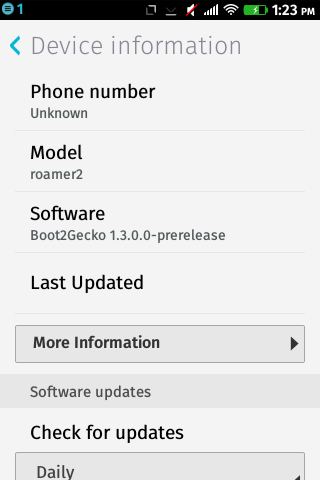 1
1:23 PM
Device information
Phone number
Unknown
Model
roamer2
Software
Boot2Gecko 1.3.0.0-prerelease
Last Updated
More Information
Software updates
Check for updates
Daily